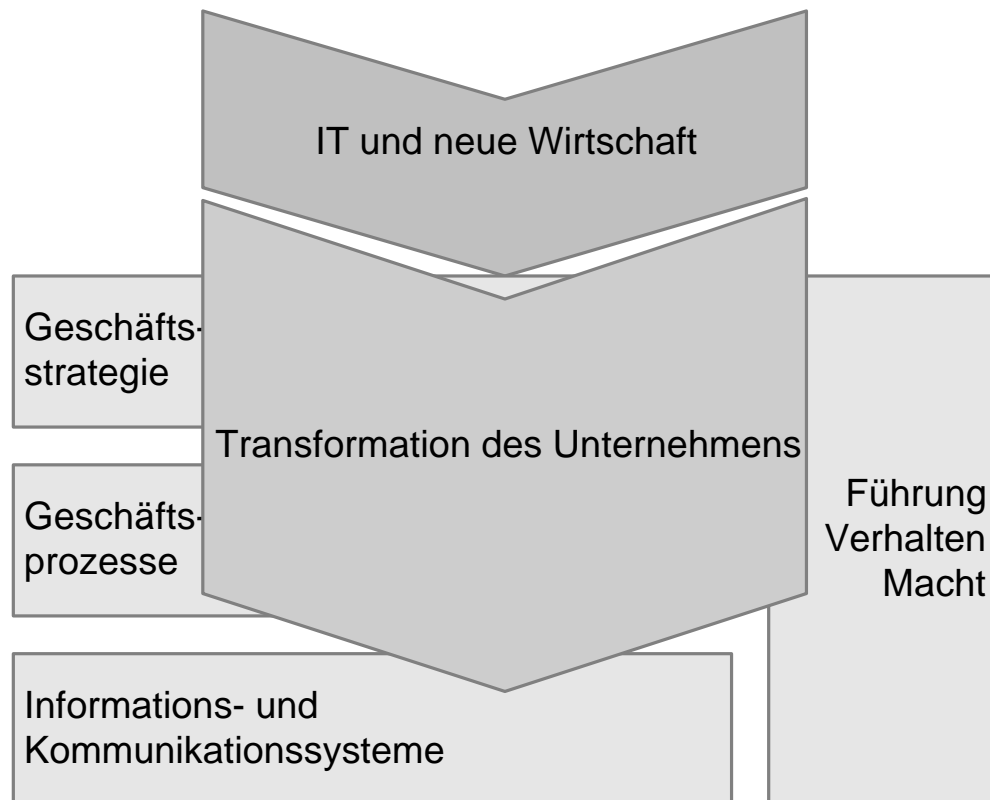 IT und neue Wirtschaft
Geschäfts-
strategie
Transformation des Unternehmens
Geschäfts-
prozesse
Führung
Verhalten
Macht
Informations- und
Kommunikationssysteme